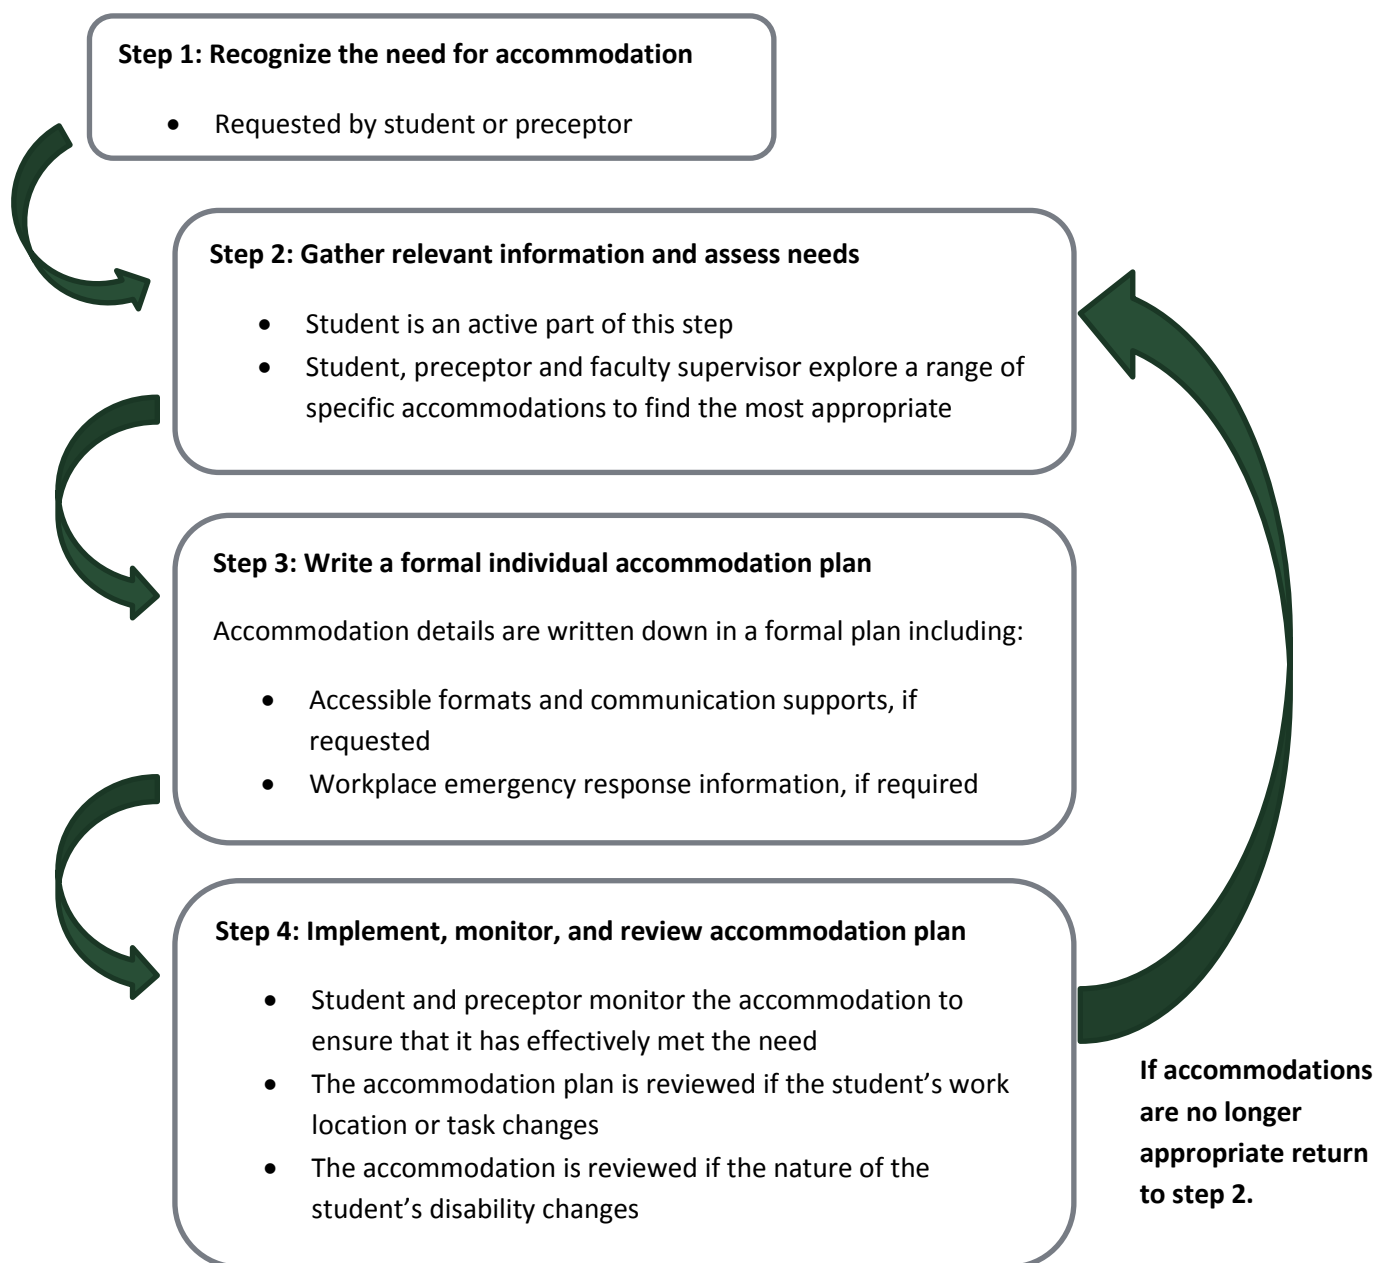 Step 1: Recognize the need for accommodation
• Requested by student or preceptor
Step 2: Gather relevant information and assess needs
• Student is an active part of this step
• Student, preceptor and faculty supervisor explore a range of
specific accommodations to find the most appropriate
Step 3: Write a formal individual accommodation plan
Accommodation details are written down in a formal plan including:
• Accessible formats and communication supports, if
requested
• Workplace emergency response information, if required
Step 4: Implement, monitor, and review accommodation plan
• Student and preceptor monitor the accommodation to
ensure that it has effectively met the need
• The accommodation plan is reviewed if the student’s work
location or task changes
• The accommodation is reviewed if the nature of the
student’s disability changes
If accommodations
are no longer
appropriate return
to step 2.